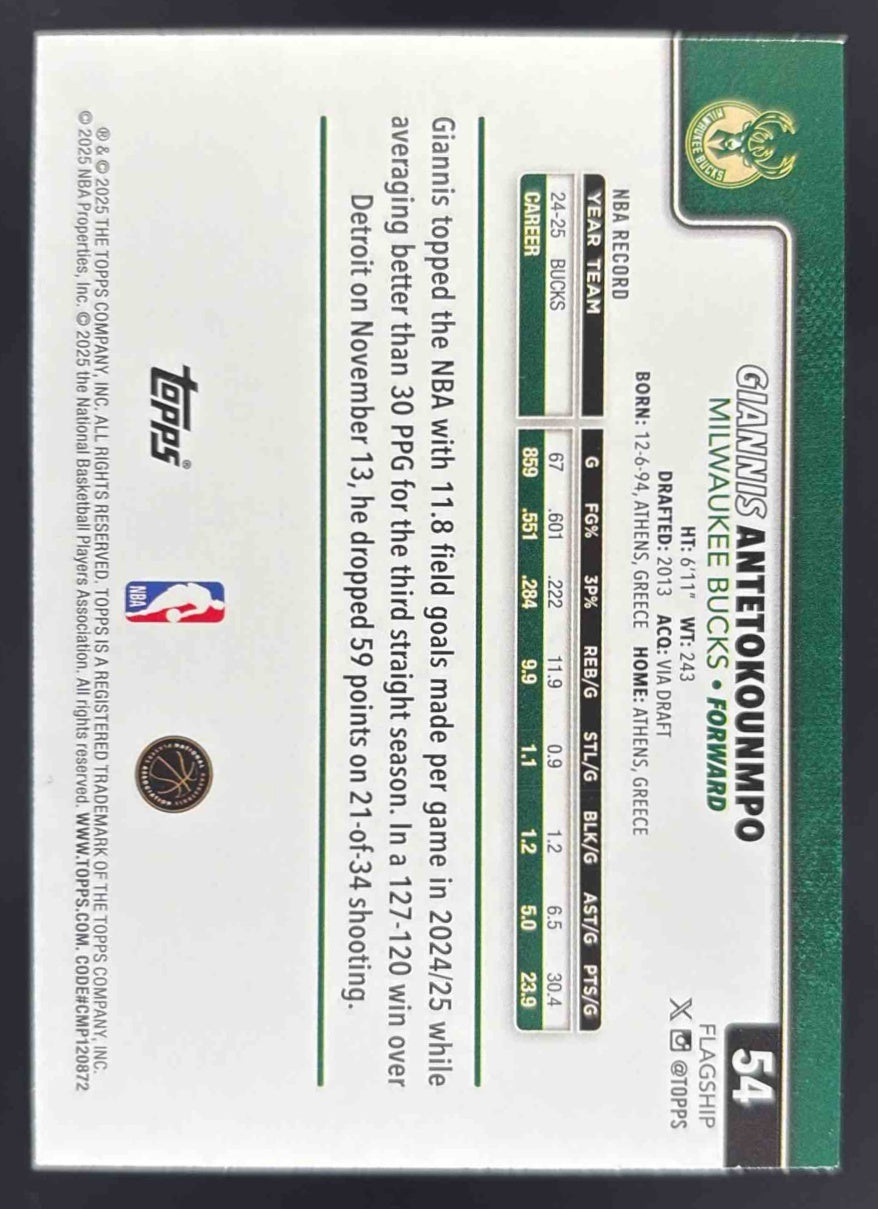 54
GIANNIS ANTETOKOUNMPO
FLAGSHIP
MILWAUKEE BUCKS • FORWARD
X @TOPPS
HT: 6'11" WT: 243
DRAFTED: 2013 ACQ: VIA DRAFT
BORN: 12-6-94, ATHENS, GREECE HOME: ATHENS, GREECE
MILWAUKEE BUCKS
NBA RECORD
YEAR TEAM G FG% 3P% REB/G STL/G BLK/G AST/G PTS/G
24-25 BUCKS 67 .601 .222 11.9 0.9 1.2 6.5 30.4
CAREER 859 .551 .284 9.9 1.1 1.2 5.0 23.9
Giannis topped the NBA with 11.8 field goals made per game in 2024/25 while
averaging better than 30 PPG for the third straight season. In a 127-120 win over
Detroit on November 13, he dropped 59 points on 21-of-34 shooting.
topps®
NBA
NATIONAL BASKETBALL PLAYERS ASSOCIATION
® & © 2025 THE TOPPS COMPANY, INC. ALL RIGHTS RESERVED. TOPPS IS A REGISTERED TRADEMARK OF THE TOPPS COMPANY, INC.
© 2025 NBA Properties, Inc. © 2025 the National Basketball Players Association. All rights reserved. WWW.TOPPS.COM. CODE#CMP120872